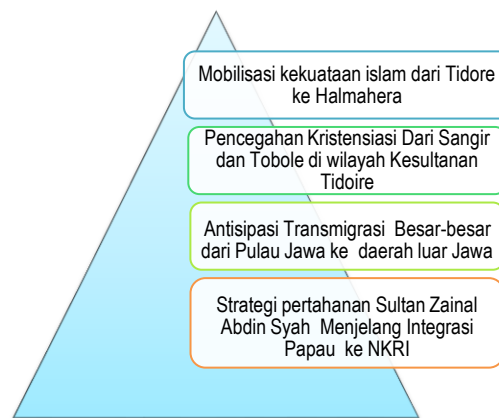 Mobilisasi kekuataan islam dari Tidore
ke Halmahera
Pencegahan Kristensiasi Dari Sangir
dan Tobole di wilayah Kesultanan
Tidoire
Antisipasi Transmigrasi Besar-besar
dari Pulau Jawa ke daerah luar Jawa
Strategi pertahanan Sultan Zainal
Abdin Syah Menjelang Integrasi
Papau ke NKRI